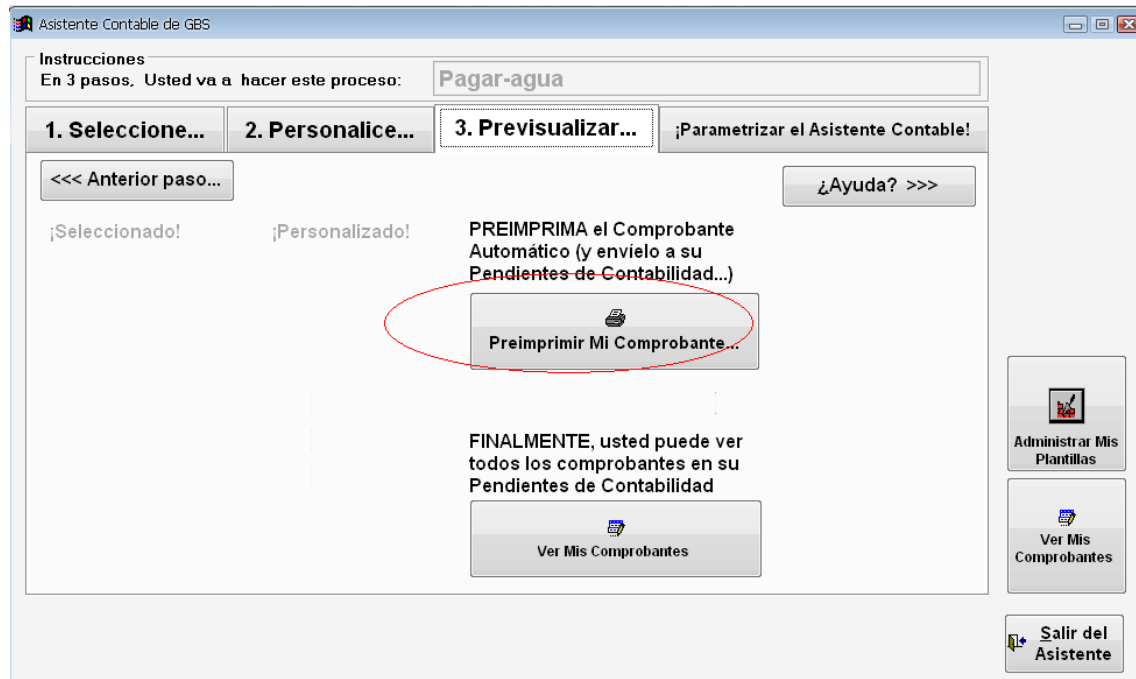 Asistente Contable de GBS
Instrucciones
En 3 pasos, Usted va a hacer este proceso:
Pagar-agua
1. Seleccione...
2. Personalice...
3. Previsualizar...
¡Parametrizar el Asistente Contable!
<<< Anterior paso...
¿Ayuda? >>>
¡Seleccionado!
¡Personalizado!
PREIMPRIMA el Comprobante
Automático (y envíelo a su
Pendientes de Contabilidad...)
Preimprimir Mi Comprobante...
FINALMENTE, usted puede ver
todos los comprobantes en su
Pendientes de Contabilidad
Ver Mis Comprobantes
Administrar Mis
Plantillas
Ver Mis
Comprobantes
Salir del
Asistente